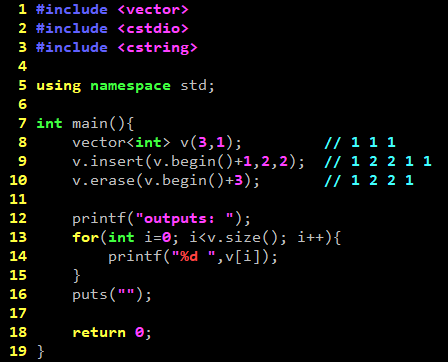 1 #include <vector>
2 #include <cstdio>
3 #include <cstring>
4
5 using namespace std;
6
7 int main(){
8     vector<int> v(3,1);         // 1 1 1
9     v.insert(v.begin()+1,2,2);  // 1 2 2 1 1
10     v.erase(v.begin()+3);       // 1 2 2 1
11
12     printf("outputs: ");
13     for(int i=0; i<v.size(); i++){
14         printf("%d ",v[i]);
15     }
16     puts("");
17
18     return 0;
19 }